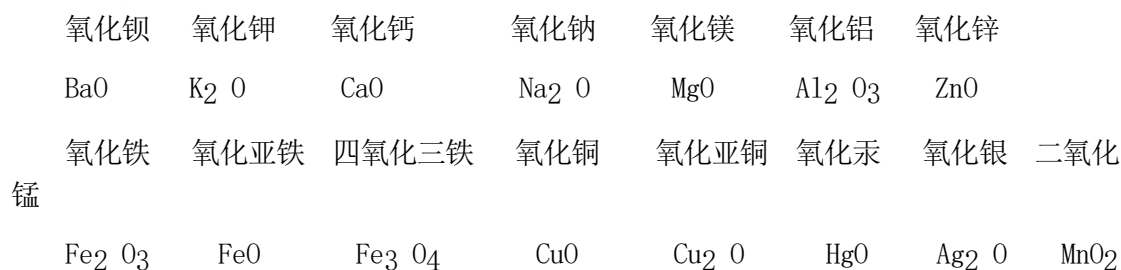 氧化钡 氧化钾 氧化钙 氧化钠 氧化镁 氧化铝 氧化锌
BaO K2 O CaO Na2 O MgO Al2 O3 ZnO
氧化铁 氧化亚铁 四氧化三铁 氧化铜 氧化亚铜 氧化汞 氧化银 二氧化
锰
Fe2 O3 FeO Fe3 O4 CuO Cu2 O HgO Ag2 O MnO2